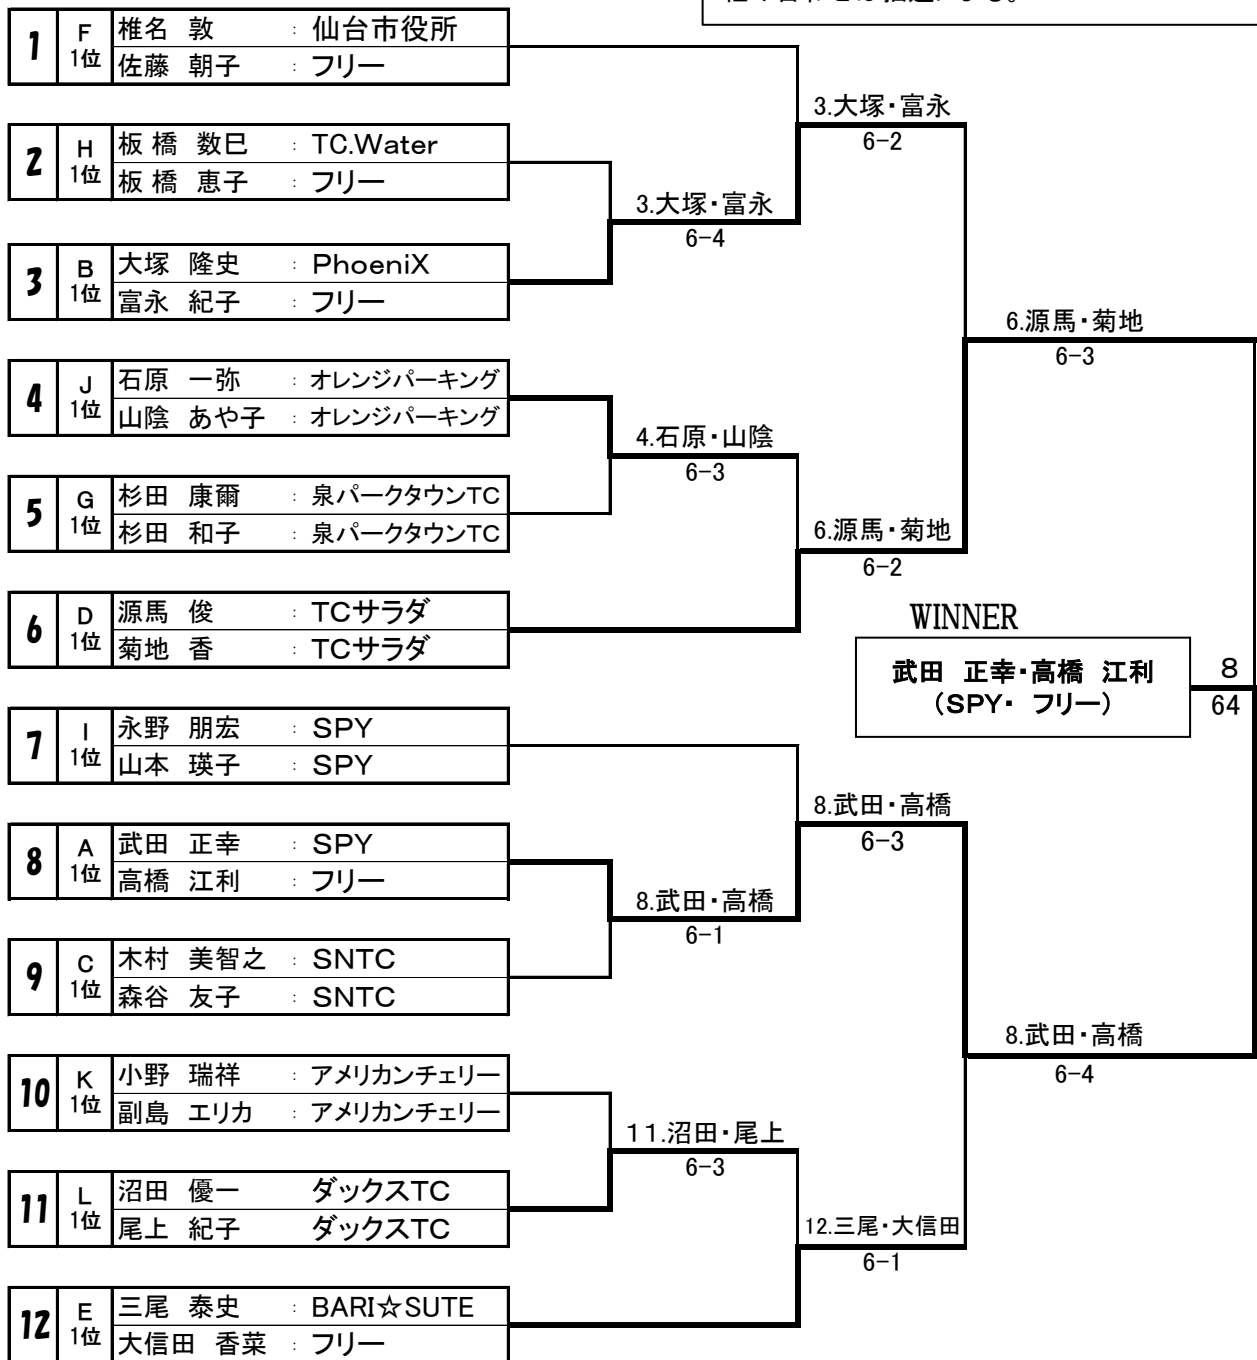 1 F 1位 椎名 敦 : 仙台市役所
佐藤 朝子 : フリー
3.大塚・富永
6-2
2 H 1位 板橋 数巳 : TC.Water
板橋 恵子 : フリー
3.大塚・富永
6-4
3 B 1位 大塚 隆史 : PhoeniX
富永 紀子 : フリー
6.源馬・菊地
6-3
4 J 1位 石原 一弥 : オレンジパーキング
山陰 あや子 : オレンジパーキング
4.石原・山陰
6-3
5 G 1位 杉田 康爾 : 泉パークタウンTC
杉田 和子 : 泉パークタウンTC
6.源馬・菊地
6-2
6 D 1位 源馬 俊 : TCサラダ
菊地 香 : TCサラダ
WINNER
武田 正幸・高橋 江利
(SPY・ フリー)
8
64
7 I 1位 永野 朋宏 : SPY
山本 瑛子 : SPY
8.武田・高橋
6-3
8 A 1位 武田 正幸 : SPY
高橋 江利 : フリー
8.武田・高橋
6-1
9 C 1位 木村 美智之 : SNTC
森谷 友子 : SNTC
8.武田・高橋
6-4
10 K 1位 小野 瑞祥 : アメリカンチェリー
副島 エリカ : アメリカンチェリー
11.沼田・尾上
6-3
11 L 1位 沼田 優一 ダックスTC
尾上 紀子 ダックスTC
12.三尾・大信田
6-1
12 E 1位 三尾 泰史 : BARI☆SUTE
大信田 香菜 : フリー